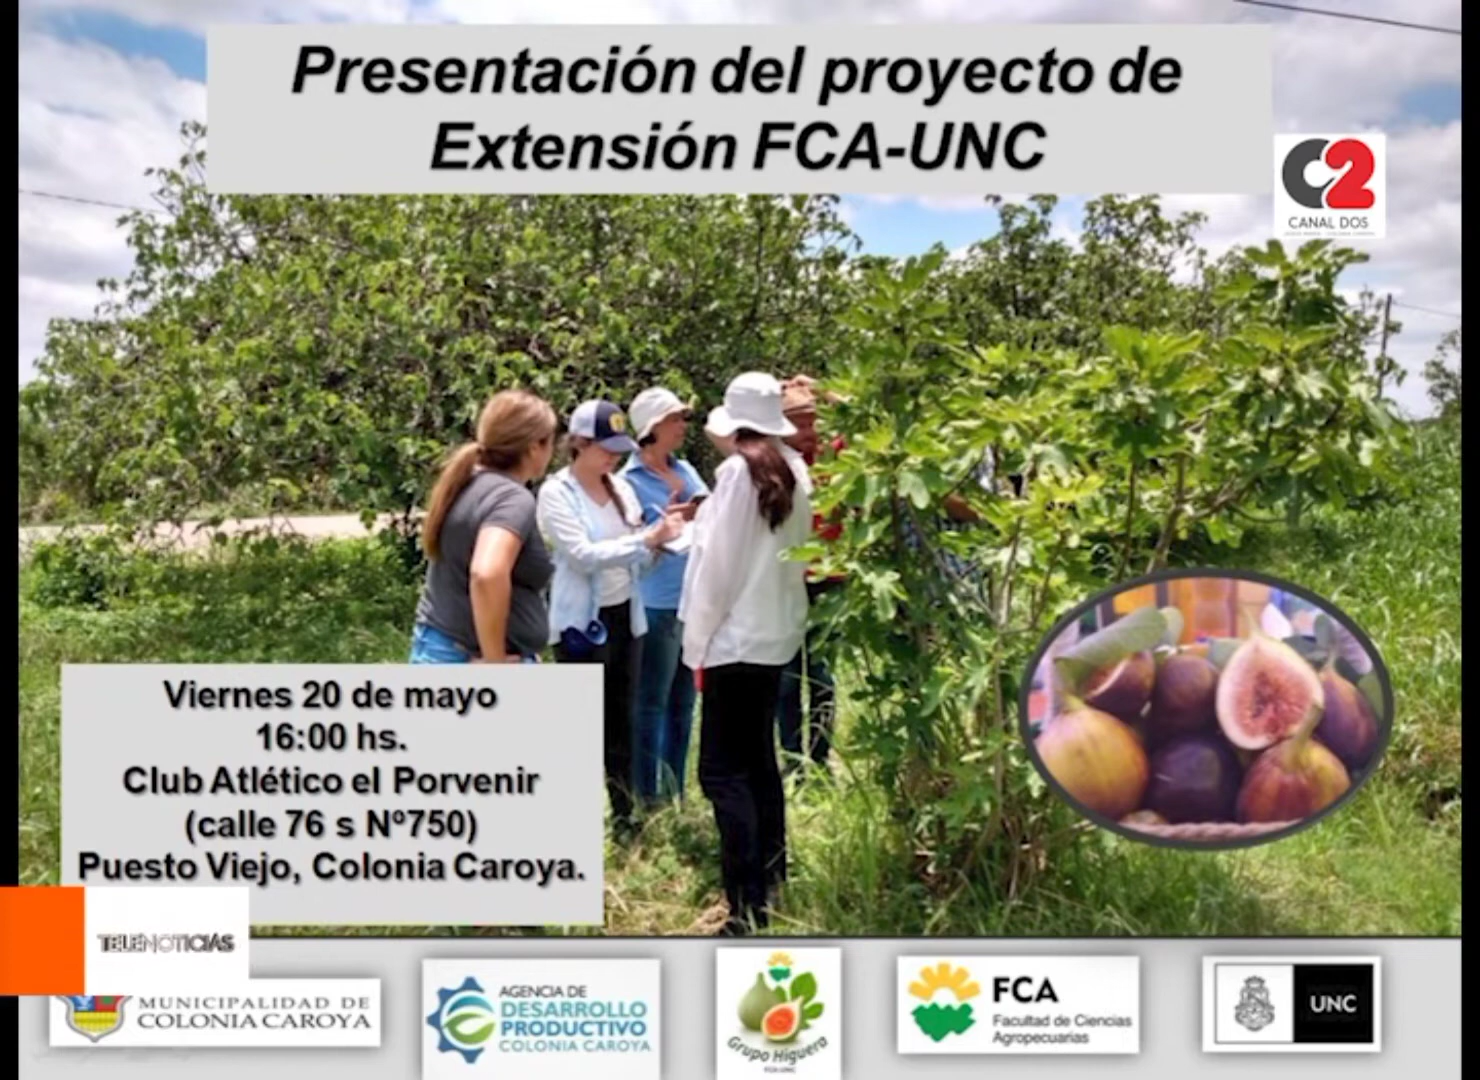 Presentación del proyecto de
Extensión FCA-UNC
C2
CANAL DOS
Viernes 20 de mayo
16:00 hs.
Club Atlético el Porvenir
(calle 76 s Nº750)
Puesto Viejo, Colonia Caroya.
TELENOTICIAS
MUNICIPALIDAD DE
COLONIA CAROYA
AGENCIA DE
DESARROLLO
PRODUCTIVO
COLONIA CAROYA
Grupo Higuera
FCA-UNC
FCA
Facultad de Ciencias
Agropecuarias
UNC